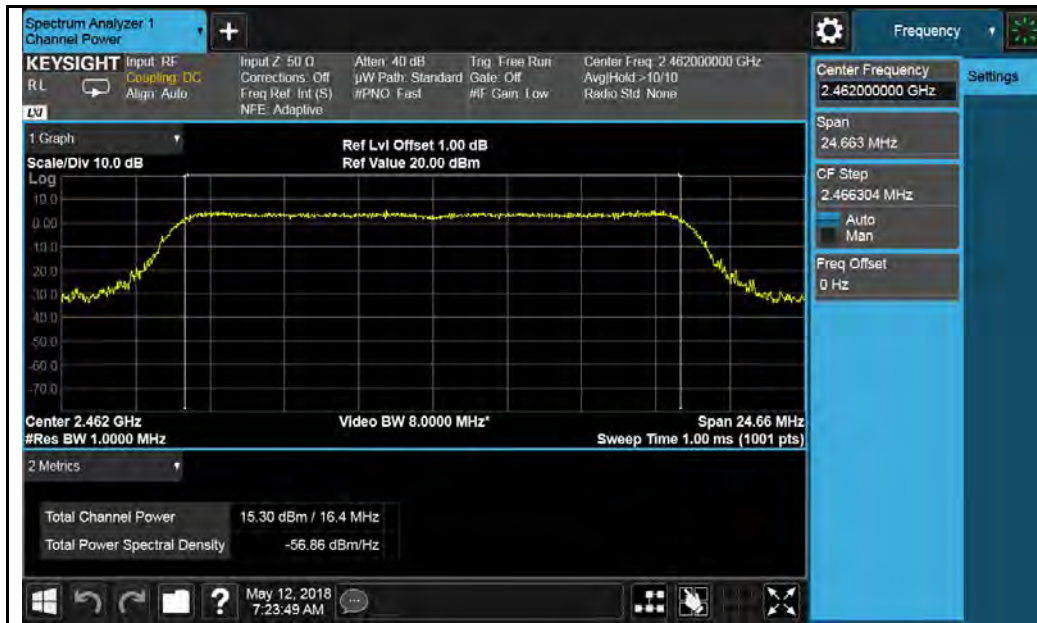 Spectrum Analyzer 1
Channel Power
+
Frequency
KEYSIGHT
R L
LXI
Input: RF
Coupling: DC
Align: Auto
Input Z: 50 Ω
Corrections: Off
Freq Ref: Int (S)
NFE: Adaptive
Atten: 40 dB
µW Path: Standard
#PNO: Fast
Trig: Free Run
Gate: Off
#IF Gain: Low
Center Freq: 2.462000000 GHz
Avg|Hold:>10/10
Radio Std: None
Center Frequency
2.462000000 GHz
Settings
Span
24.663 MHz
CF Step
2.466304 MHz
Auto
Man
Freq Offset
0 Hz
1 Graph
Scale/Div 10.0 dB
Ref Lvl Offset 1.00 dB
Ref Value 20.00 dBm
Log
10.0
0.00
-10.0
-20.0
-30.0
-40.0
-50.0
-60.0
-70.0
Center 2.462 GHz
Video BW 8.0000 MHz*
Span 24.66 MHz
#Res BW 1.0000 MHz
Sweep Time 1.00 ms (1001 pts)
2 Metrics
Total Channel Power
15.30 dBm / 16.4 MHz
Total Power Spectral Density
-56.86 dBm/Hz
?
May 12, 2018
7:23:49 AM